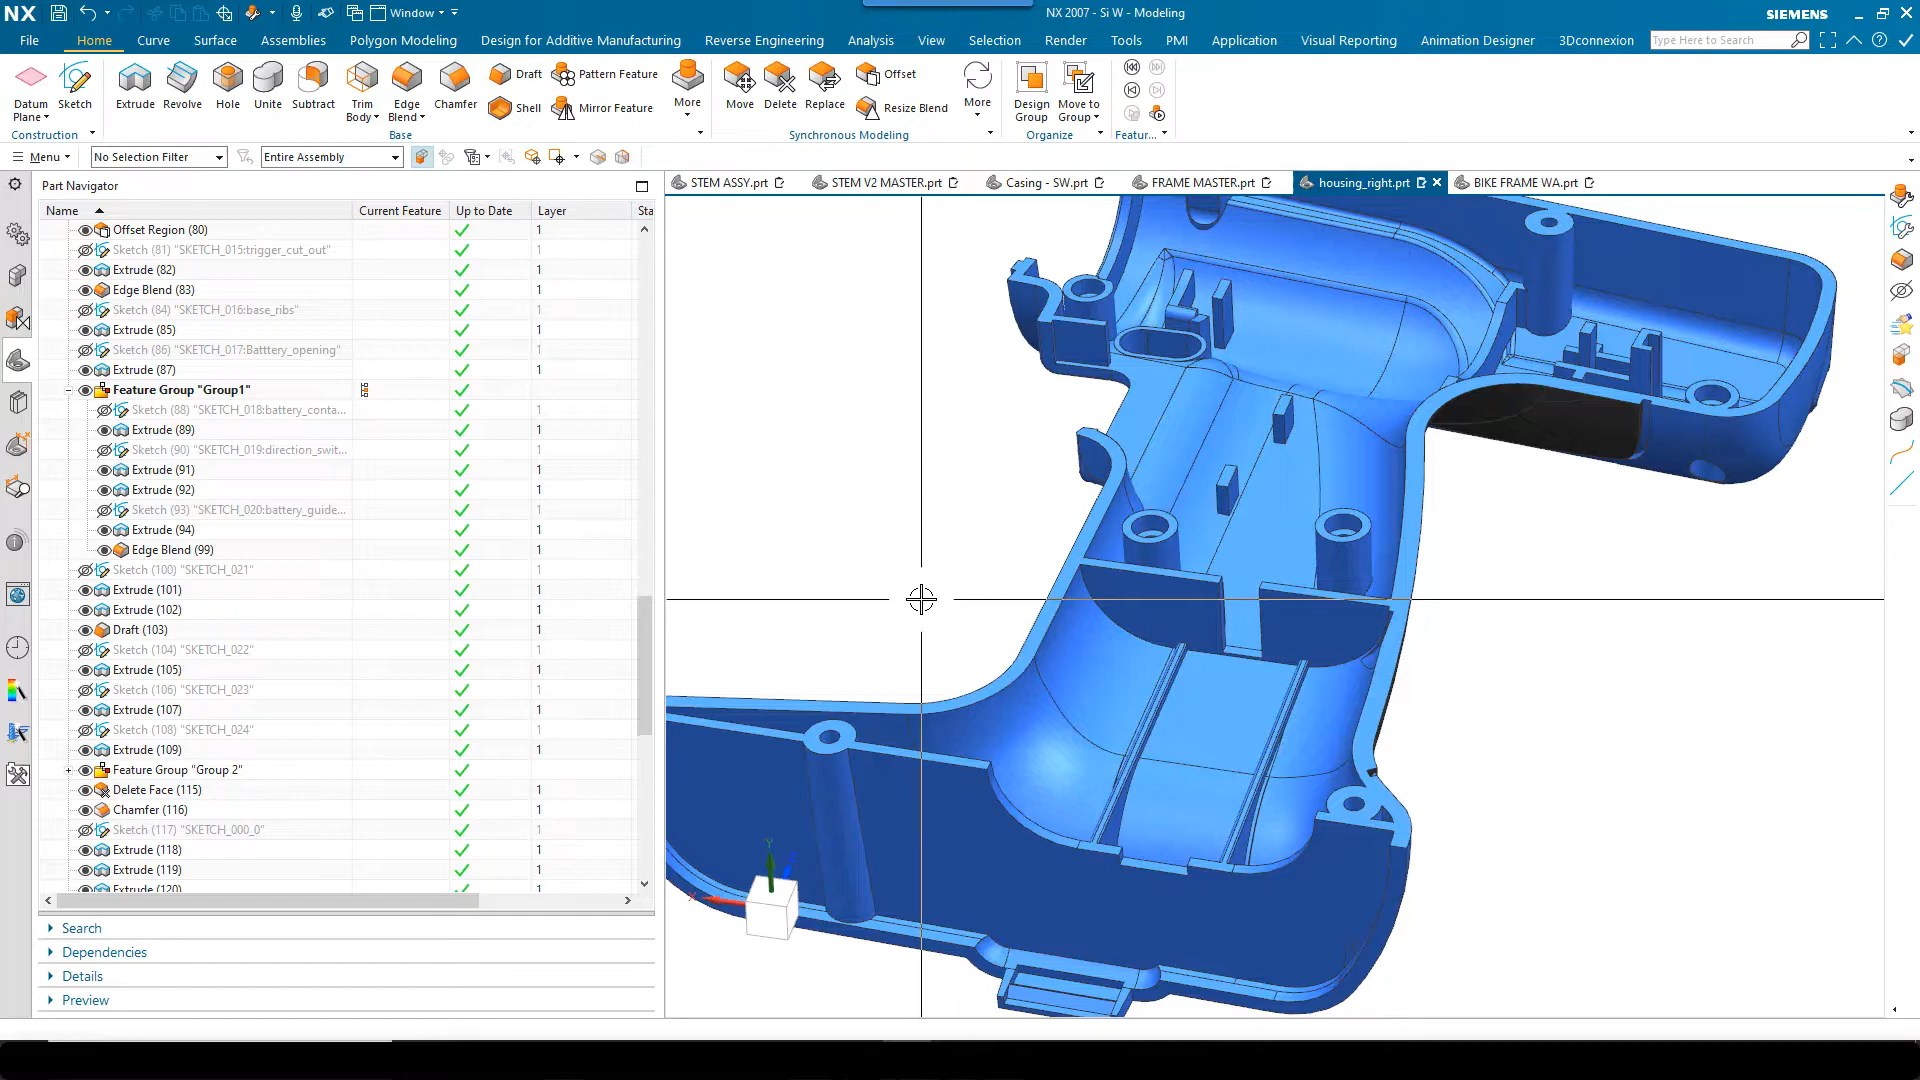 NX Window NX 2007 - Si W - Modeling SIEMENS
File Home Curve Surface Assemblies Polygon Modeling Design for Additive Manufacturing Reverse Engineering Analysis View Selection Render Tools PMI Application Visual Reporting Animation Designer 3Dconnexion Type Here to Search
Datum Plane Sketch Extrude Revolve Hole Unite Subtract Trim Body Edge Blend Chamfer Draft Shell Pattern Feature Mirror Feature More Move Delete Replace Offset Resize Blend More Design Group Move to Group
Construction Base Synchronous Modeling Organize Featur...
Menu No Selection Filter Entire Assembly
Part Navigator
STEM ASSY.prt STEM V2 MASTER.prt Casing - SW.prt FRAME MASTER.prt housing_right.prt BIKE FRAME WA.prt
Name Current Feature Up to Date Layer Sta
Offset Region (80) 1
Sketch (81) "SKETCH_015:trigger_cut_out" 1
Extrude (82) 1
Edge Blend (83) 1
Sketch (84) "SKETCH_016:base_ribs" 1
Extrude (85) 1
Sketch (86) "SKETCH_017:Batttery_opening" 1
Extrude (87) 1
Feature Group "Group1"
Sketch (88) "SKETCH_018:battery_conta... 1
Extrude (89) 1
Sketch (90) "SKETCH_019:direction_swit... 1
Extrude (91) 1
Extrude (92) 1
Sketch (93) "SKETCH_020:battery_guide... 1
Extrude (94) 1
Edge Blend (99) 1
Sketch (100) "SKETCH_021" 1
Extrude (101) 1
Extrude (102) 1
Draft (103) 1
Sketch (104) "SKETCH_022" 1
Extrude (105) 1
Sketch (106) "SKETCH_023" 1
Extrude (107) 1
Sketch (108) "SKETCH_024" 1
Extrude (109) 1
Feature Group "Group 2"
Delete Face (115) 1
Chamfer (116) 1
Sketch (117) "SKETCH_000_0" 1
Extrude (118) 1
Extrude (119) 1
Extrude (120) 1
Search
Dependencies
Details
Preview
X
Y